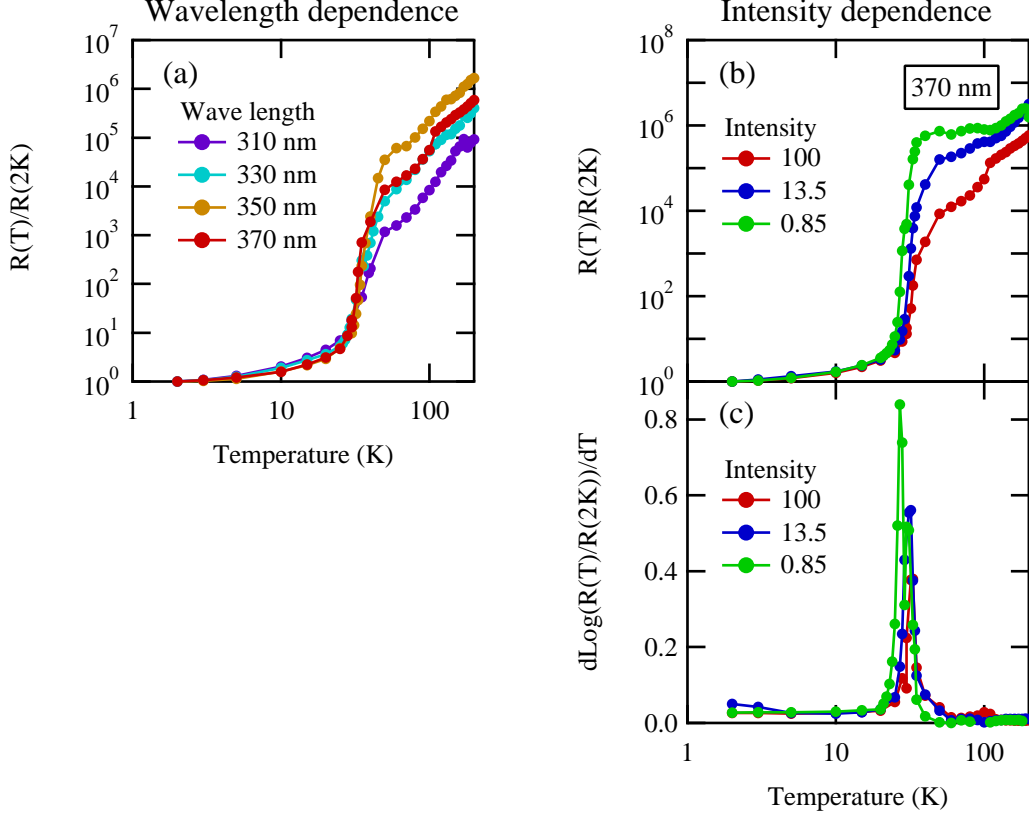 Wavelength dependence
10^7
10^6
10^5
10^4
10^3
10^2
10^1
10^0
R(T)/R(2K)
(a)
Wave length
310 nm
330 nm
350 nm
370 nm
1
10
100
Temperature (K)
Intensity dependence
10^8
10^6
10^4
10^2
10^0
R(T)/R(2K)
(b)
370 nm
Intensity
100
13.5
0.85
0.8
0.6
0.4
0.2
0.0
dLog(R(T)/R(2K))/dT
(c)
Intensity
100
13.5
0.85
1
10
100
Temperature (K)